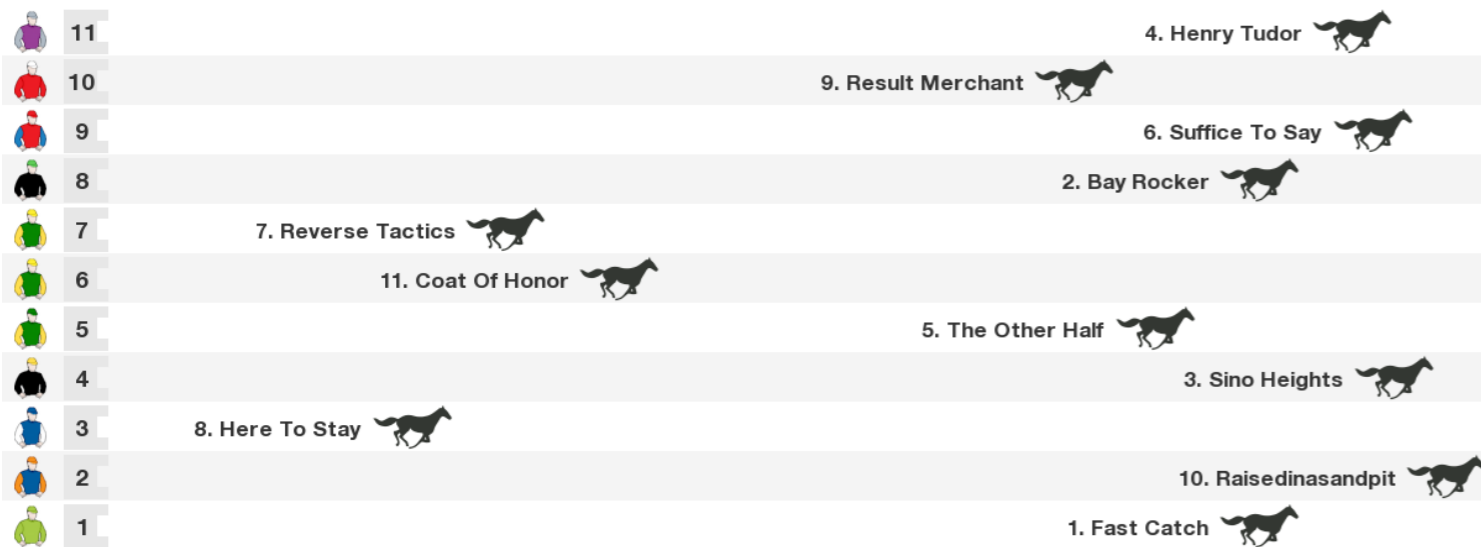 11 4. Henry Tudor
10 9. Result Merchant
9 6. Suffice To Say
8 2. Bay Rocker
7 7. Reverse Tactics
6 11. Coat Of Honor
5 5. The Other Half
4 3. Sino Heights
3 8. Here To Stay
2 10. Raisedinasandpit
1 1. Fast Catch